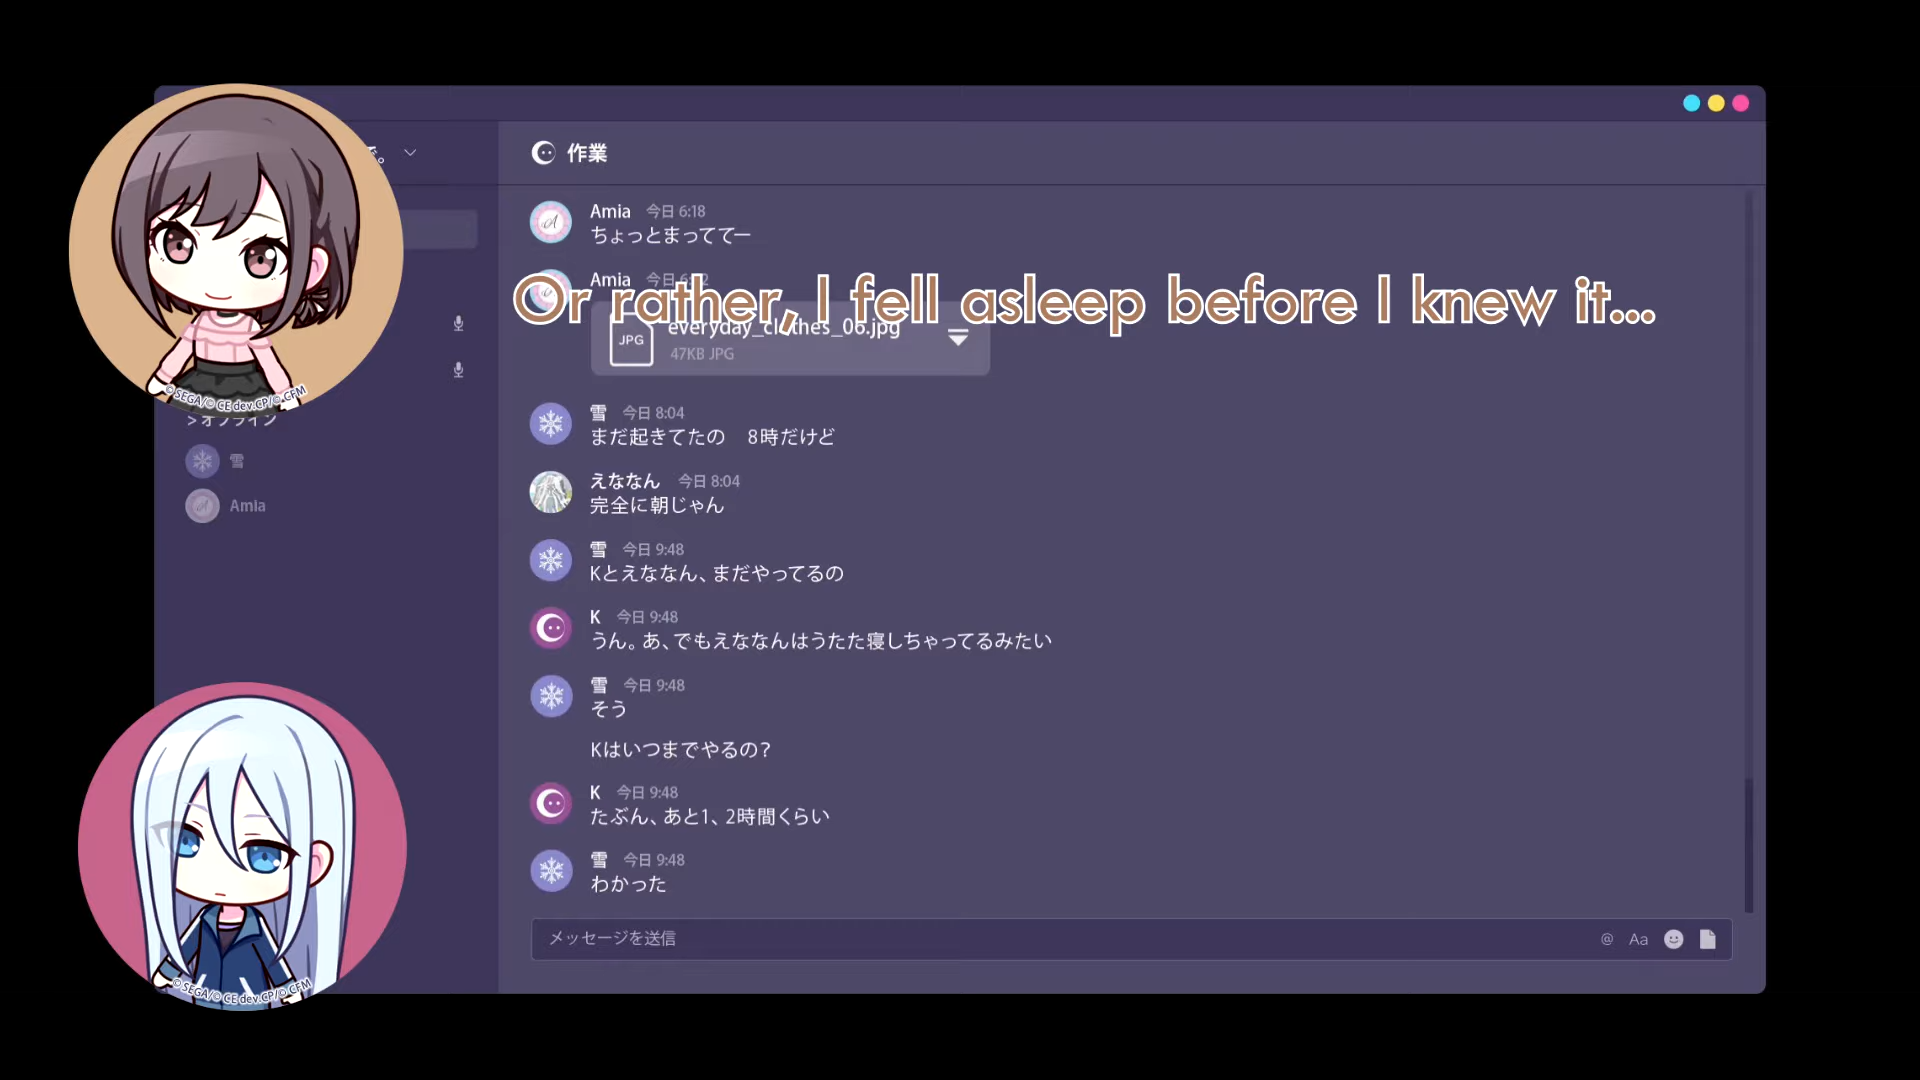 で。
作業
Amia 今日 6:18
ちょっとまっててー
Amia
Or rather, I fell asleep before I knew it...
everyday_clothes_06.jpg
JPG
47KB JPG
雪 今日 8:04
まだ起きてたの 8時だけど
えななん 今日 8:04
完全に朝じゃん
雪 今日 9:48
Kとえななん、まだやってるの
K 今日 9:48
うん。あ、でもえななんはうたた寝しちゃってるみたい
雪 今日 9:48
そう
Kはいつまでやるの?
K 今日 9:48
たぶん、あと1、2時間くらい
雪 今日 9:48
わかった
メッセージを送信
@ Aa
© SEGA/© CE dev.CP/© CFM
>オフライン
雪
Amia
© SEGA/© CE dev.CP/© CFM